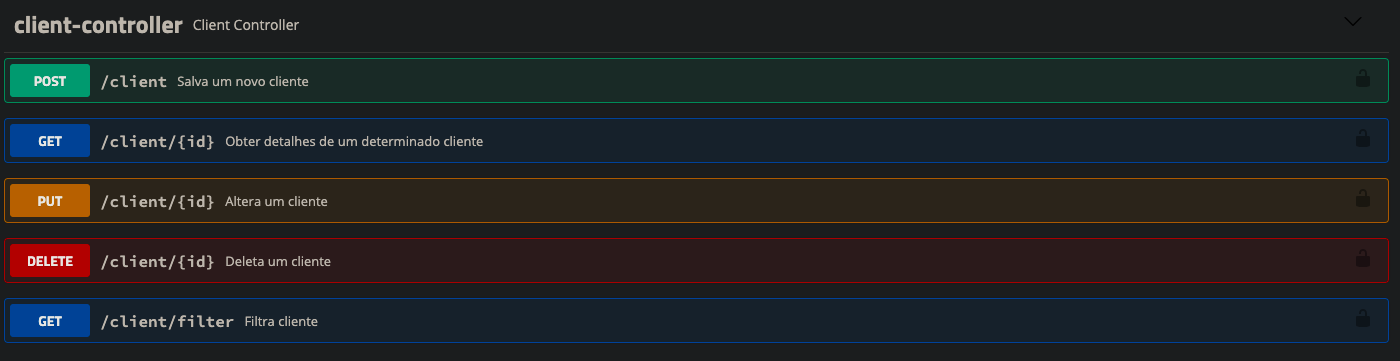 client-controller Client Controller
POST /client Salva um novo cliente
GET /client/{id} Obter detalhes de um determinado cliente
PUT /client/{id} Altera um cliente
DELETE /client/{id} Deleta um cliente
GET /client/filter Filtra cliente